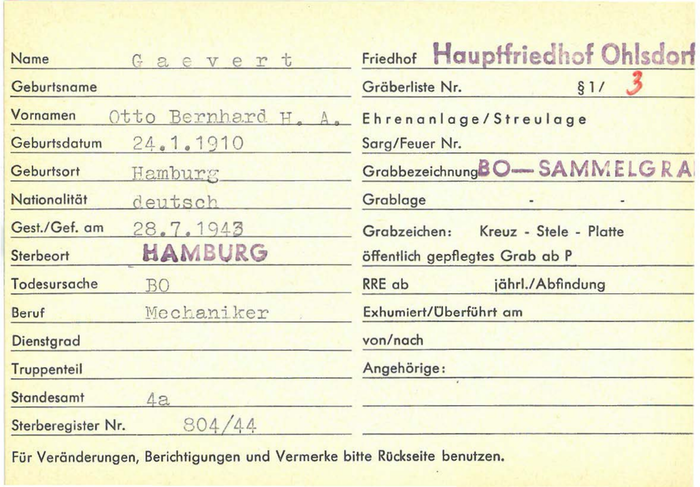 Name G a e v e r t
Geburtsname
Vornamen Otto Bernhard H. A.
Geburtsdatum 24.1.1910
Geburtsort Hamburg
Nationalität deutsch
Gest./Gef. am 28.7.1943
Sterbeort HAMBURG
Todesursache BO
Beruf Mechaniker
Dienstgrad
Truppenteil
Standesamt 4a
Sterberegister Nr. 804/44
Friedhof Hauptfriedhof Ohlsdorf
Gräberliste Nr. § 1/ 3
Ehrenanlage/Streulage
Sarg/Feuer Nr.
Grabbezeichnung BO—SAMMELGRA
Grablage - -
Grabzeichen: Kreuz - Stele - Platte
öffentlich gepflegtes Grab ab P
RRE ab jährl./Abfindung
Exhumiert/Überführt am
von/nach
Angehörige:
Für Veränderungen, Berichtigungen und Vermerke bitte Rückseite benutzen.